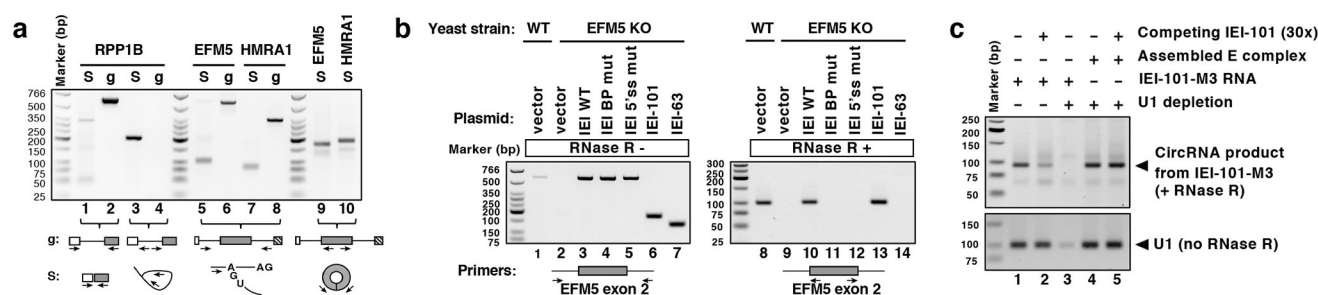 a
Marker (bp)
RPP1B
EFM5 HMRA1
EFM5
HMRA1
S g S g S g S g S S
766
500
350
250
200
150
100
75
50
25
1 2 3 4 5 6 7 8 9 10
g:
S:
A AG
G
U
b
Yeast strain: WT EFM5 KO WT EFM5 KO
Plasmid:
vector
vector
IEI WT
IEI BP mut
IEI 5'ss mut
IEI-101
IEI-63
vector
vector
IEI WT
IEI BP mut
IEI 5'ss mut
IEI-101
IEI-63
Marker (bp) RNase R - RNase R +
766
500
350
250
200
150
100
75
300
250
200
150
100
75
50
25
1 2 3 4 5 6 7 8 9 10 11 12 13 14
Primers:
EFM5 exon 2 EFM5 exon 2
c
Marker (bp)
- + - - + Competing IEI-101 (30x)
- - - + + Assembled E complex
+ + + - - IEI-101-M3 RNA
- - + + + U1 depletion
250
200
150
100
75
50
CircRNA product
from IEI-101-M3
(+ RNase R)
150
100
75
U1 (no RNase R)
1 2 3 4 5